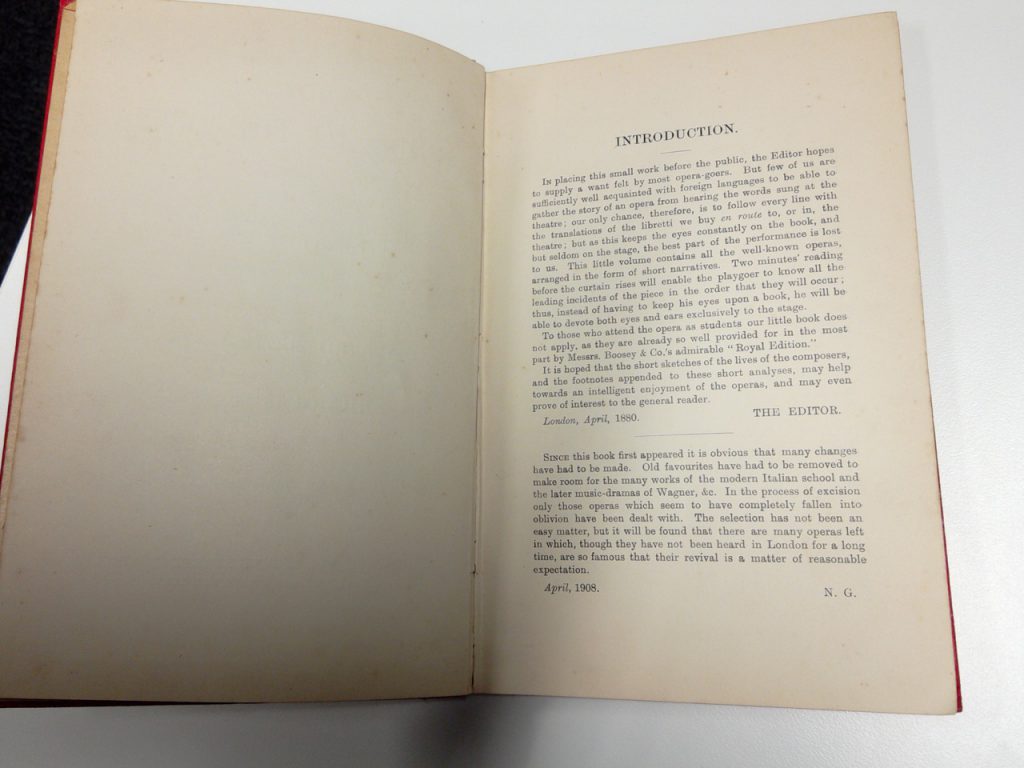 INTRODUCTION.
In placing this small work before the public, the Editor hopes
to supply a want felt by most opera-goers. But few of us are
sufficiently well acquainted with foreign languages to be able to
gather the story of an opera from hearing the words sung at the
theatre; our only chance, therefore, is to follow every line with
the translations of the libretti we buy en route to, or in, the
theatre; but as this keeps the eyes constantly on the book, and
but seldom on the stage, the best part of the performance is lost
to us. This little volume contains all the well-known operas,
arranged in the form of short narratives. Two minutes' reading
before the curtain rises will enable the playgoer to know all the
leading incidents of the piece in the order that they will occur;
thus, instead of having to keep his eyes upon a book, he will be
able to devote both eyes and ears exclusively to the stage.
To those who attend the opera as students our little book does
not apply, as they are already so well provided for in the most
part by Messrs. Boosey & Co.'s admirable "Royal Edition."
It is hoped that the short sketches of the lives of the composers,
and the footnotes appended to these short analyses, may help
towards an intelligent enjoyment of the operas, and may even
prove of interest to the general reader.
London, April, 1880. THE EDITOR.
Since this book first appeared it is obvious that many changes
have had to be made. Old favourites have had to be removed to
make room for the many works of the modern Italian school and
the later music-dramas of Wagner, &c. In the process of excision
only those operas which seem to have completely fallen into
oblivion have been dealt with. The selection has not been an
easy matter, but it will be found that there are many operas left
in which, though they have not been heard in London for a long
time, are so famous that their revival is a matter of reasonable
expectation.
April, 1908. N. G.